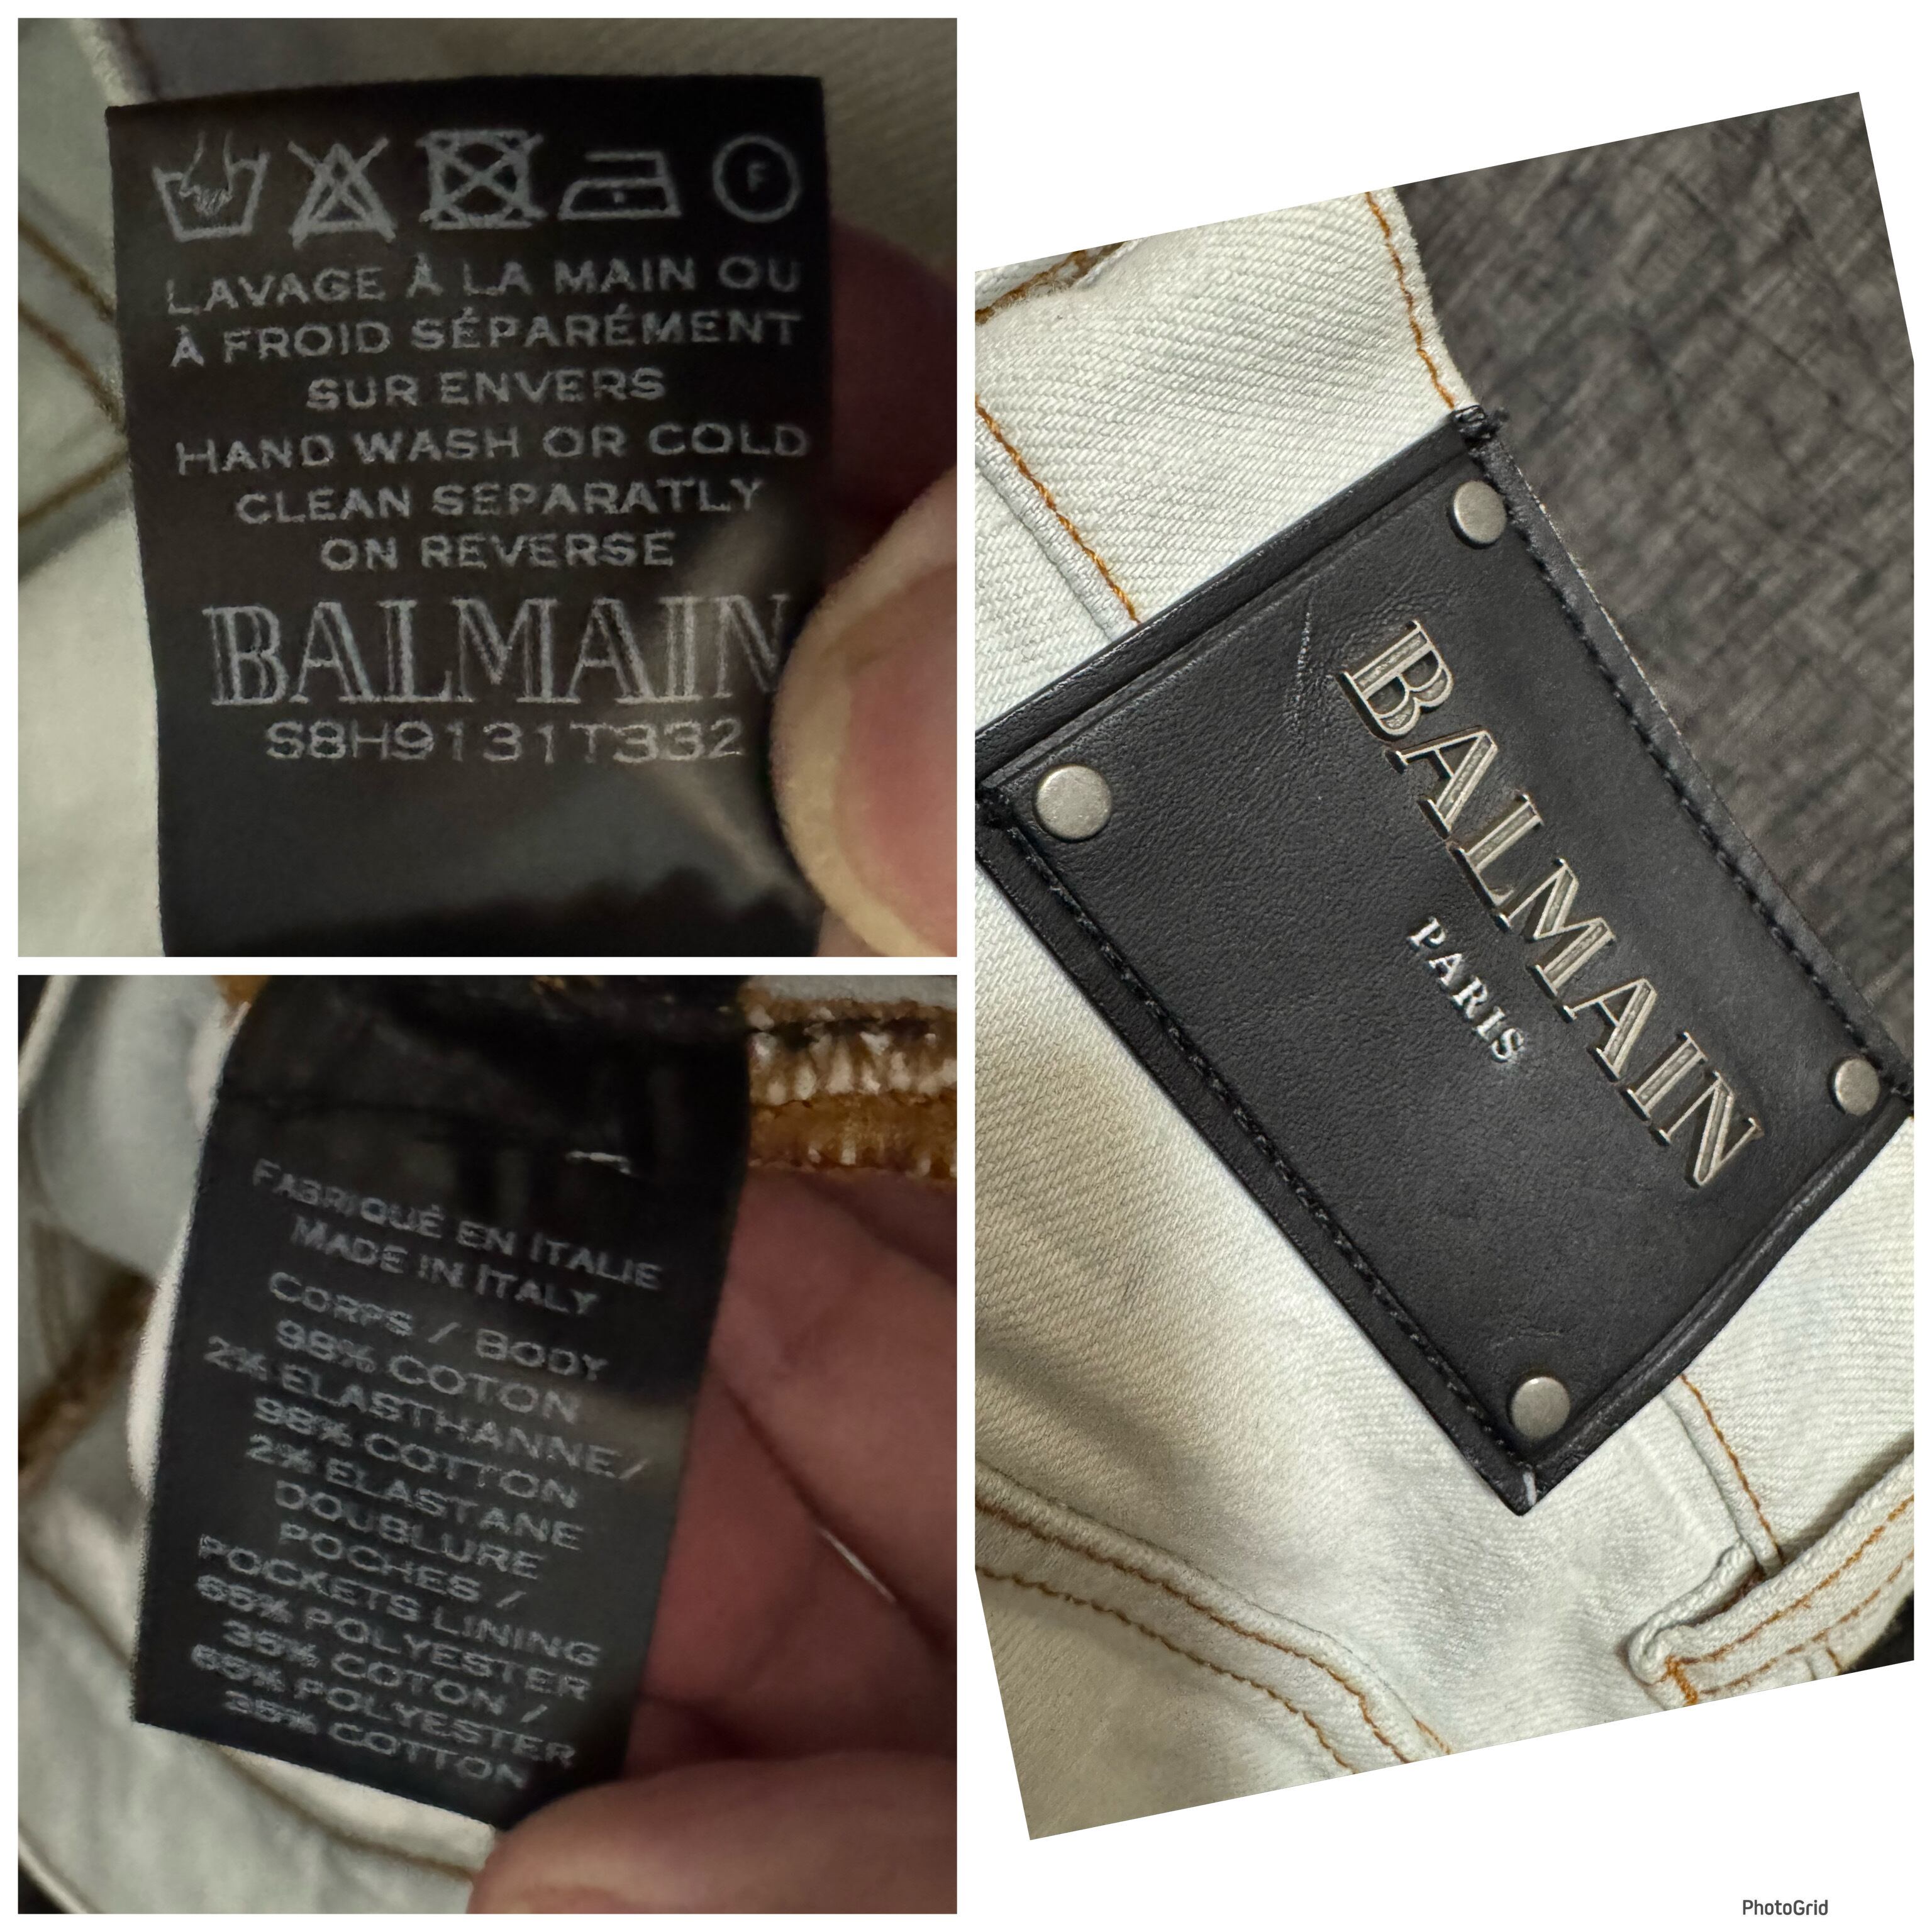 F
LAVAGE À LA MAIN OU
À FROID SÉPARÉMENT
SUR ENVERS
HAND WASH OR COLD
CLEAN SEPARATLY
ON REVERSE
BALMAIN
S8H9131T332
FABRIQUÉ EN ITALIE
MADE IN ITALY
CORPS / BODY
98% COTON
2% ELASTHANNE/
98% COTTON
2% ELASTANE
DOUBLURE
POCHES /
POCKETS LINING
65% POLYESTER
35% COTON /
65% POLYESTER
35% COTTON
BALMAIN
PARIS
PhotoGrid